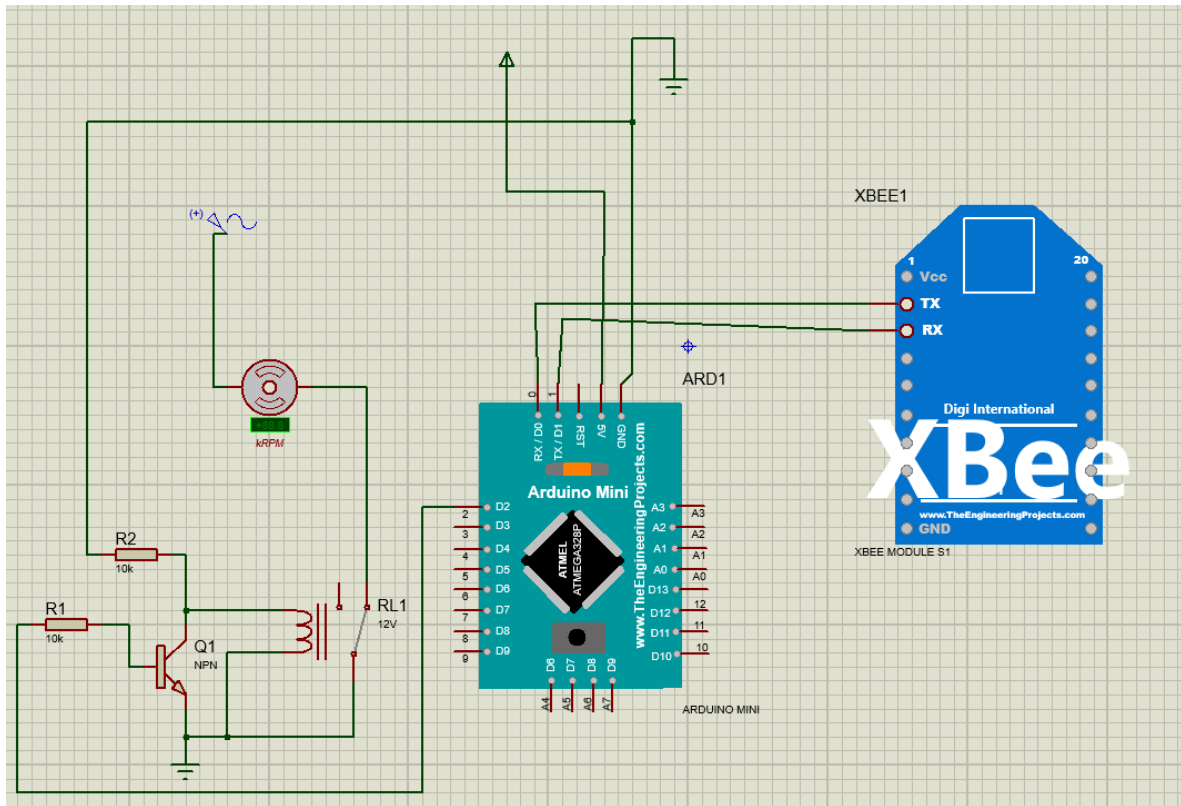 XBEE1
(+)
1
20
Vcc
TX
RX
ARD1
0
1
RX / D0
TX / D1
RST
5V
GND
Digi International
XBee
www.TheEngineeringProjects.com
GND
XBEE MODULE S1
kRPM
Arduino Mini
www.TheEngineeringProjects.com
ATMEL
ATMEGA328P
D2
2
D3
3
D4
4
D5
5
D6
6
D7
7
D8
8
D9
9
A3
A3
A2
A2
A1
A1
A0
A0
D13
D12
12
D11
11
D10
10
D6
D7
D8
D9
A4
A5
A6
A7
ARDUINO MINI
R2
10k
R1
10k
Q1
NPN
RL1
12V